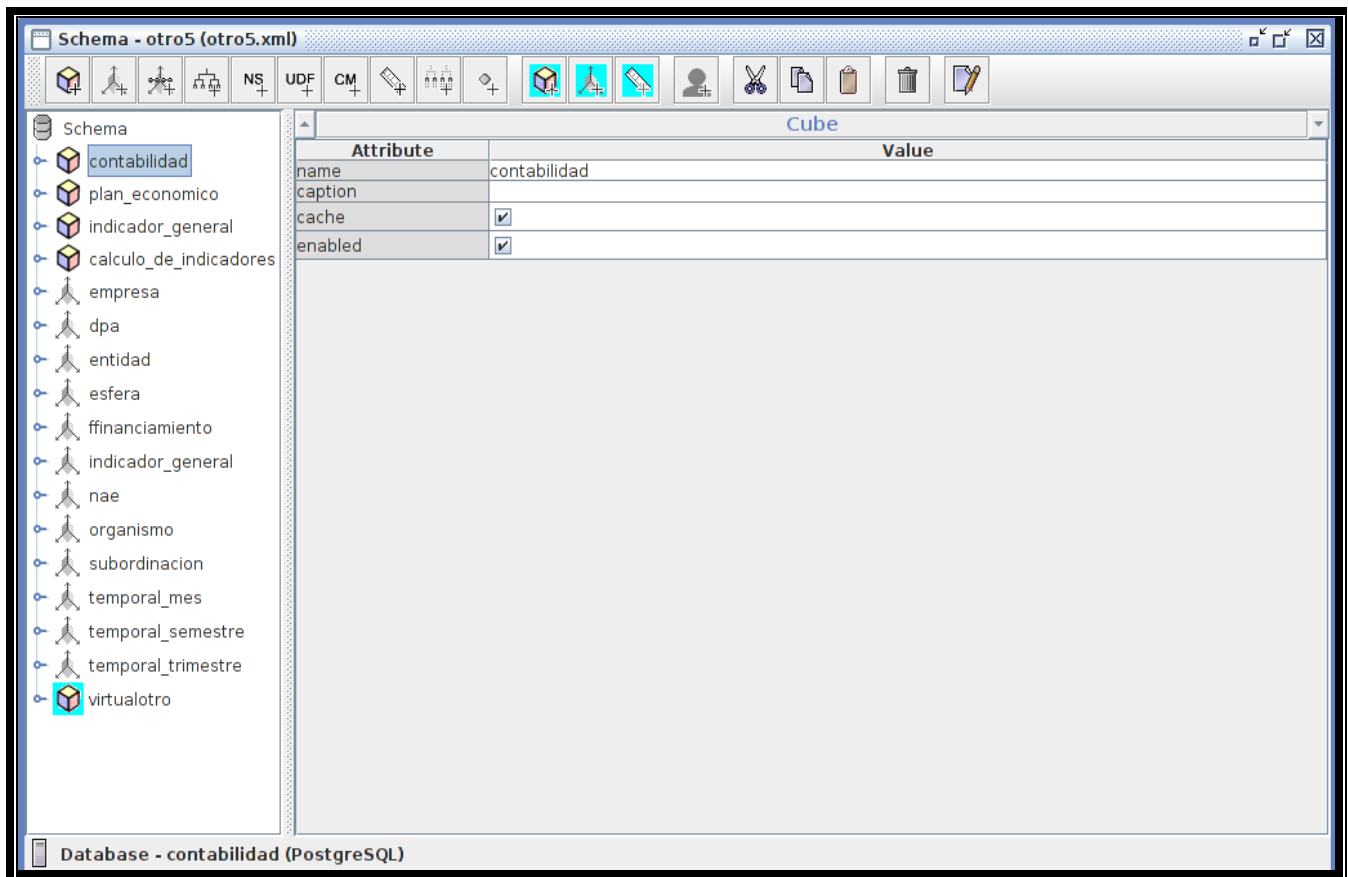 Schema - otro5 (otro5.xml)
NS UDF CM
Schema
contabilidad
plan_economico
indicador_general
calculo_de_indicadores
empresa
dpa
entidad
esfera
ffinanciamiento
indicador_general
nae
organismo
subordinacion
temporal_mes
temporal_semestre
temporal_trimestre
virtualotro
Cube
Attribute Value
name contabilidad
caption
cache
enabled
Database - contabilidad (PostgreSQL)